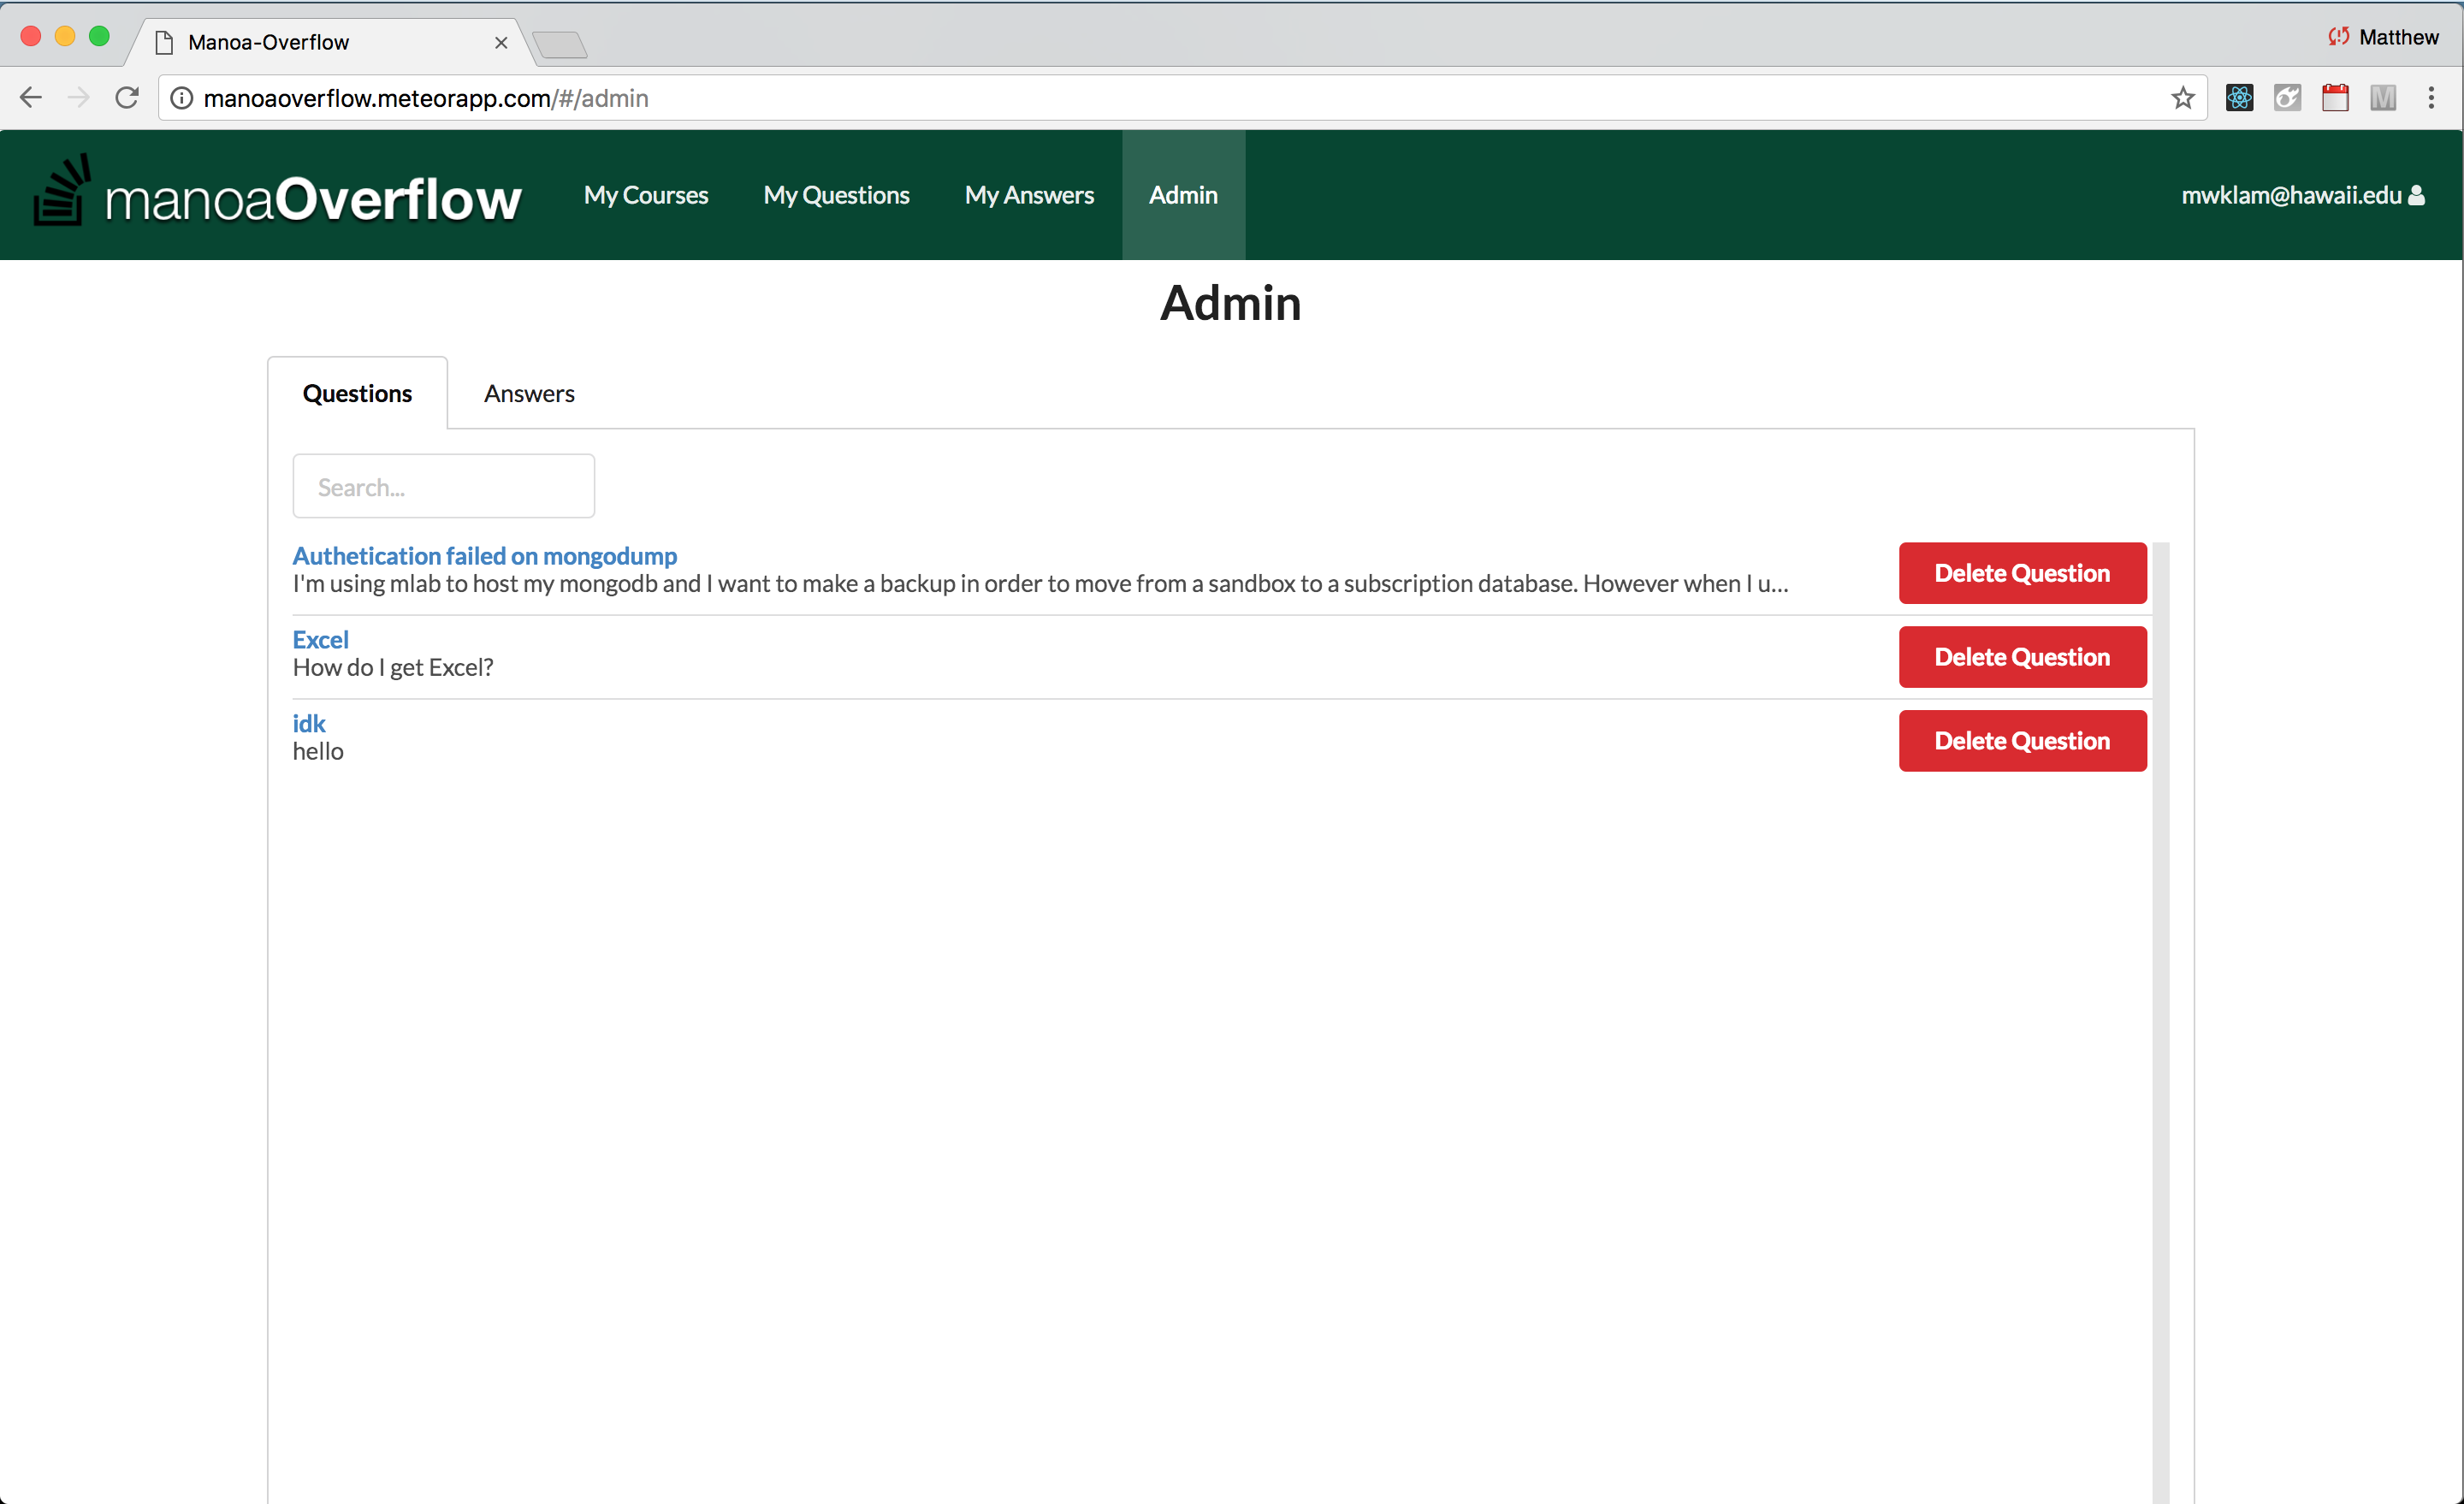 Manoa-Overflow
Matthew
manoaoverflow.meteorapp.com/#/admin
M
manoaOverflow
My Courses
My Questions
My Answers
Admin
mwklam@hawaii.edu
Admin
Questions
Answers
Search...
Authetication failed on mongodump
I'm using mlab to host my mongodb and I want to make a backup in order to move from a sandbox to a subscription database. However when I u...
Delete Question
Excel
How do I get Excel?
Delete Question
idk
hello
Delete Question